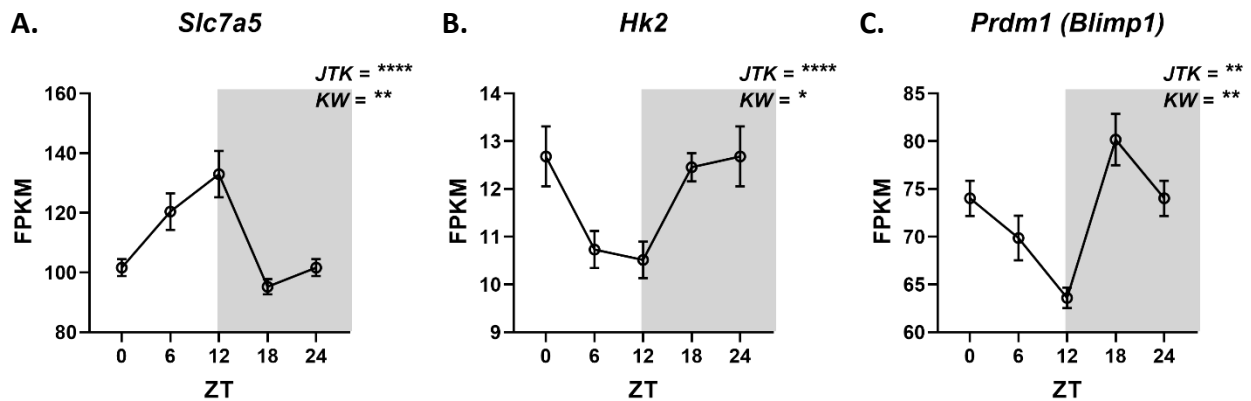 A.
Slc7a5
JTK = ****
KW = **
160
140
120
100
80
FPKM
0 6 12 18 24
ZT
B.
Hk2
JTK = ****
KW = *
14
13
12
11
10
9
FPKM
0 6 12 18 24
ZT
C.
Prdm1 (Blimp1)
JTK = **
KW = **
85
80
75
70
65
60
FPKM
0 6 12 18 24
ZT